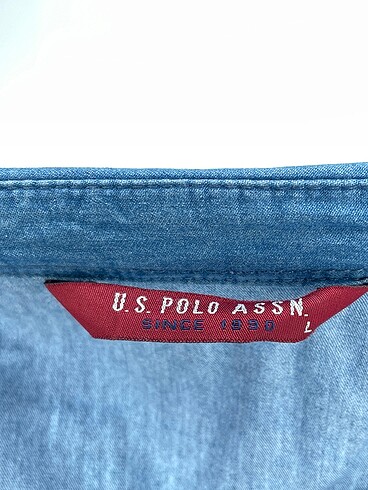 U.S. POLO ASSN.
SINCE 1890
L